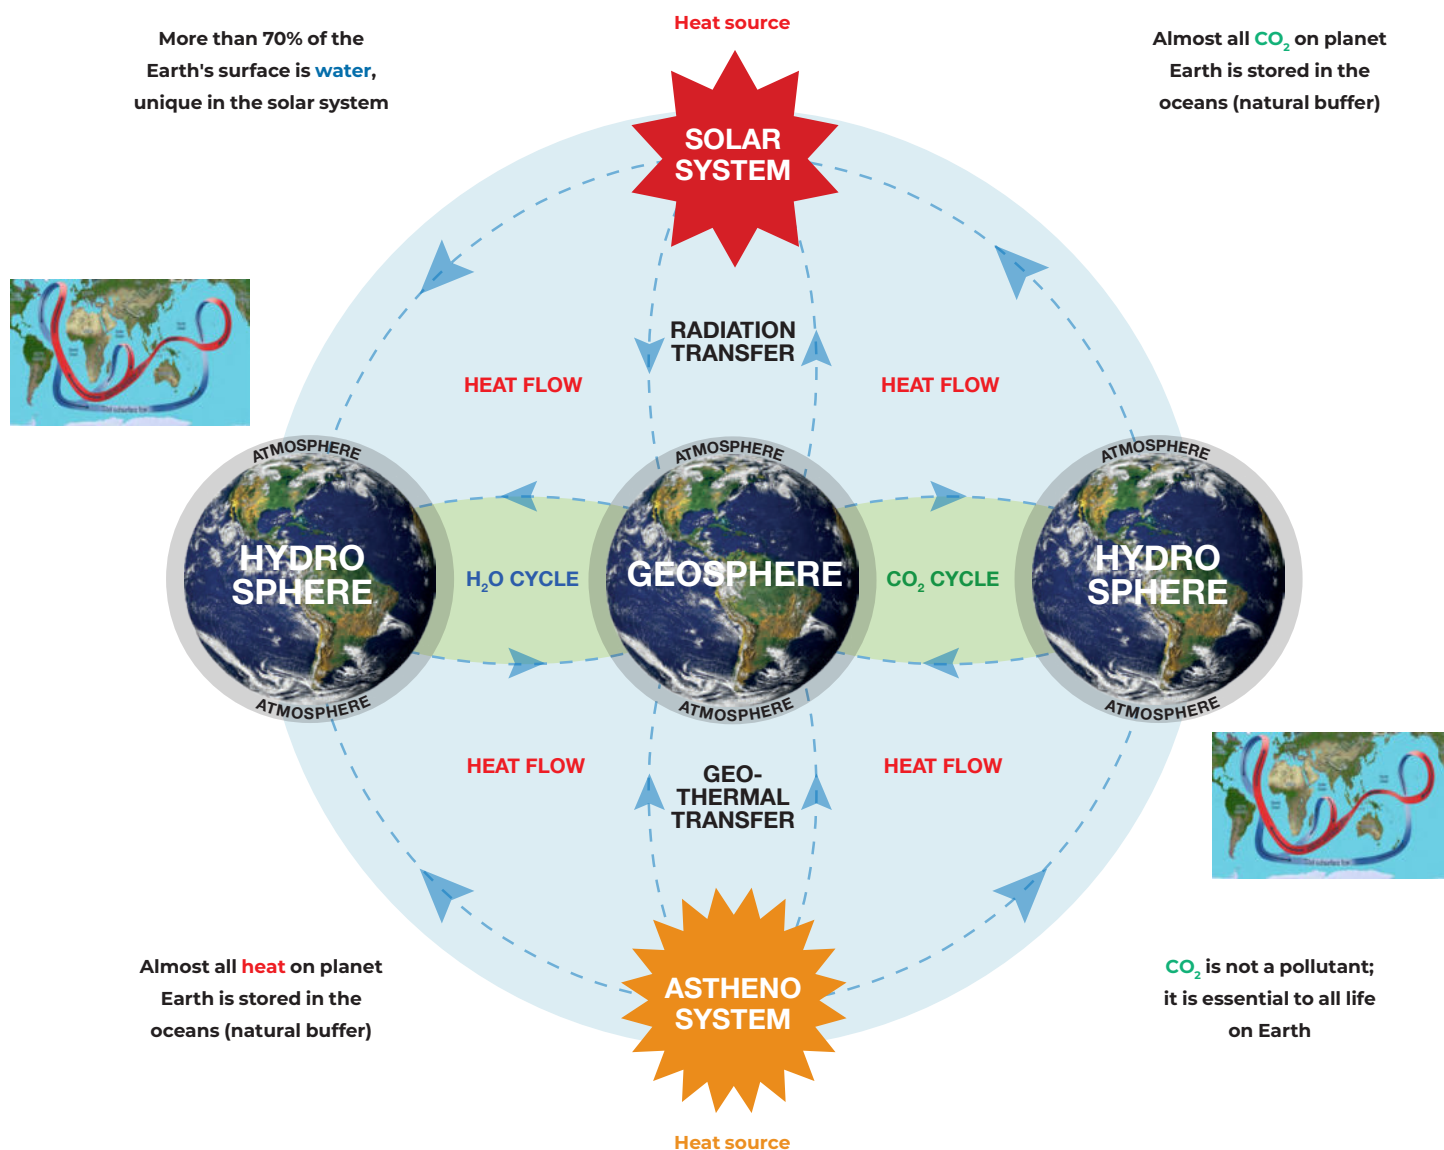 Heat source
More than 70% of the
Earth's surface is water,
unique in the solar system
Almost all CO₂ on planet
Earth is stored in the
oceans (natural buffer)
SOLAR
SYSTEM
RADIATION
TRANSFER
HEAT FLOW
HEAT FLOW
ATMOSPHERE
ATMOSPHERE
ATMOSPHERE
HYDRO
SPHERE
H₂O CYCLE
GEOSPHERE
CO₂ CYCLE
HYDRO
SPHERE
ATMOSPHERE
ATMOSPHERE
ATMOSPHERE
HEAT FLOW
GEO-
THERMAL
TRANSFER
HEAT FLOW
Almost all heat on planet
Earth is stored in the
oceans (natural buffer)
ASTHENO
SYSTEM
CO₂ is not a pollutant;
it is essential to all life
on Earth
Heat source